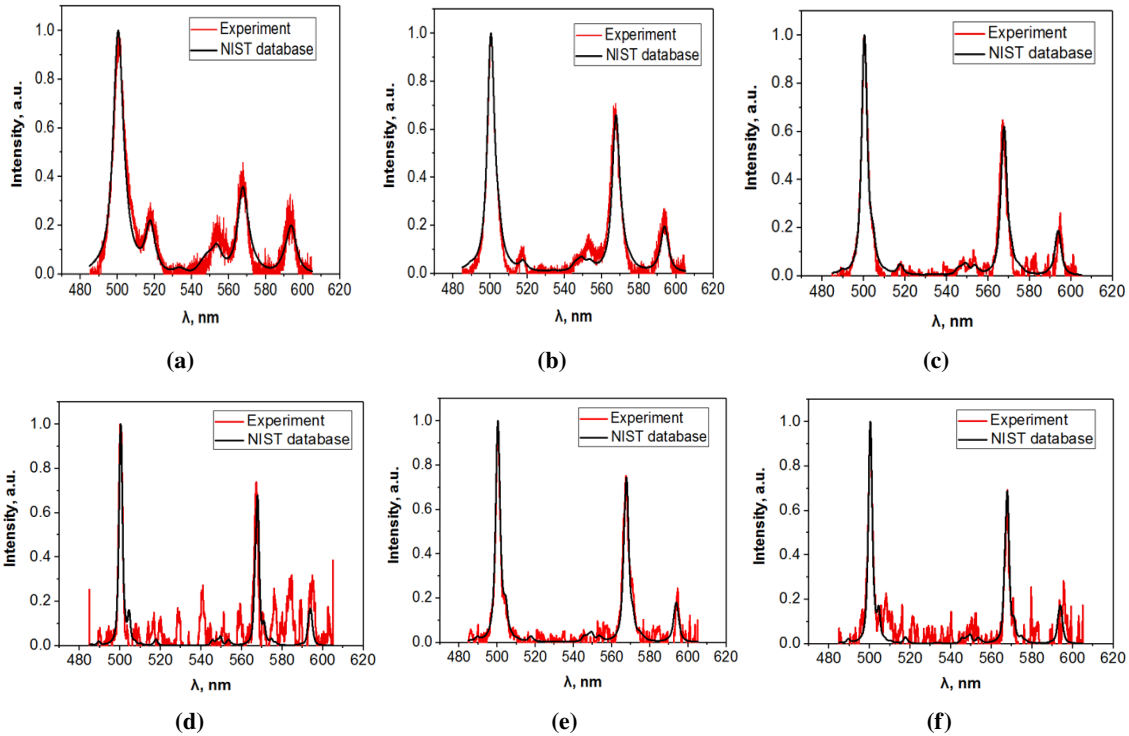 Experiment
NIST database
Intensity, a.u.
1.0
0.8
0.6
0.4
0.2
0.0
480 500 520 540 560 580 600 620
λ, nm
(a)
Experiment
NIST database
Intensity, a.u.
1.0
0.8
0.6
0.4
0.2
0.0
480 500 520 540 560 580 600 620
λ, nm
(b)
Experiment
NIST database
Intensity, a.u.
1.0
0.8
0.6
0.4
0.2
0.0
480 500 520 540 560 580 600 620
λ, nm
(c)
Experiment
NIST database
Intensity, a.u.
1.0
0.8
0.6
0.4
0.2
0.0
480 500 520 540 560 580 600 620
λ, nm
(d)
Experiment
NIST database
Intensity, a.u.
1.0
0.8
0.6
0.4
0.2
0.0
460 480 500 520 540 560 580 600 620
λ, nm
(e)
Experiment
NIST database
Intensity, a.u.
1.0
0.8
0.6
0.4
0.2
0.0
480 500 520 540 560 580 600 620
λ, nm
(f)